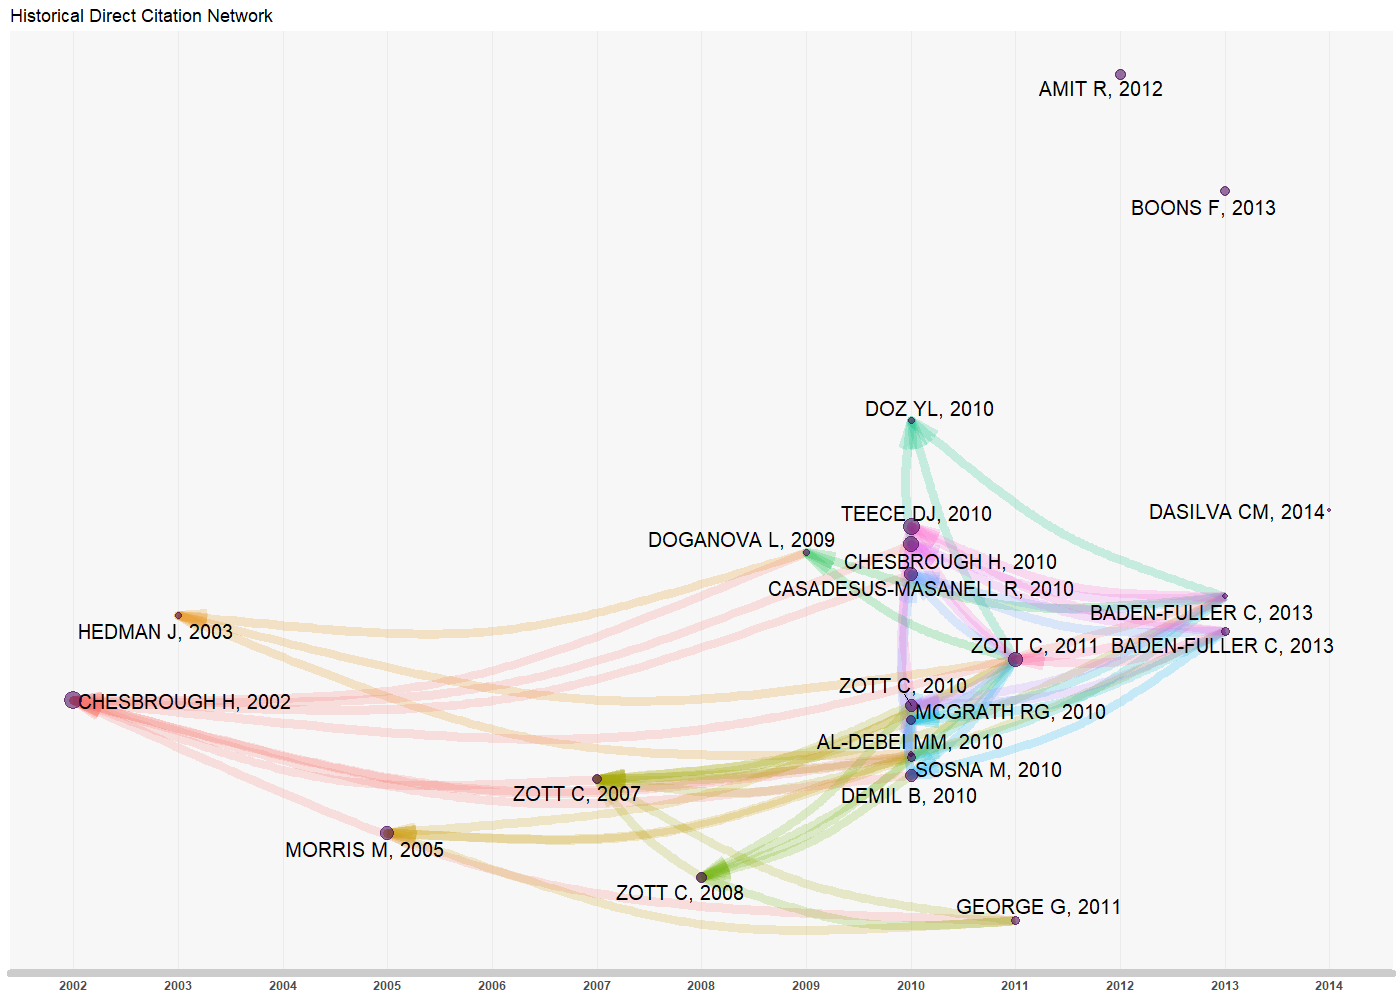 Historical Direct Citation Network
AMIT R, 2012
BOONS F, 2013
DOZ YL, 2010
TEECE DJ, 2010
DASILVA CM, 2014
DOGANOVA L, 2009
CHESBROUGH H, 2010
CASADESUS-MASANELL R, 2010
BADEN-FULLER C, 2013
HEDMAN J, 2003
ZOTT C, 2011
BADEN-FULLER C, 2013
ZOTT C, 2010
CHESBROUGH H, 2002
MCGRATH RG, 2010
AL-DEBEI MM, 2010
SOSNA M, 2010
ZOTT C, 2007
DEMIL B, 2010
MORRIS M, 2005
ZOTT C, 2008
GEORGE G, 2011
2002 2003 2004 2005 2006 2007 2008 2009 2010 2011 2012 2013 2014